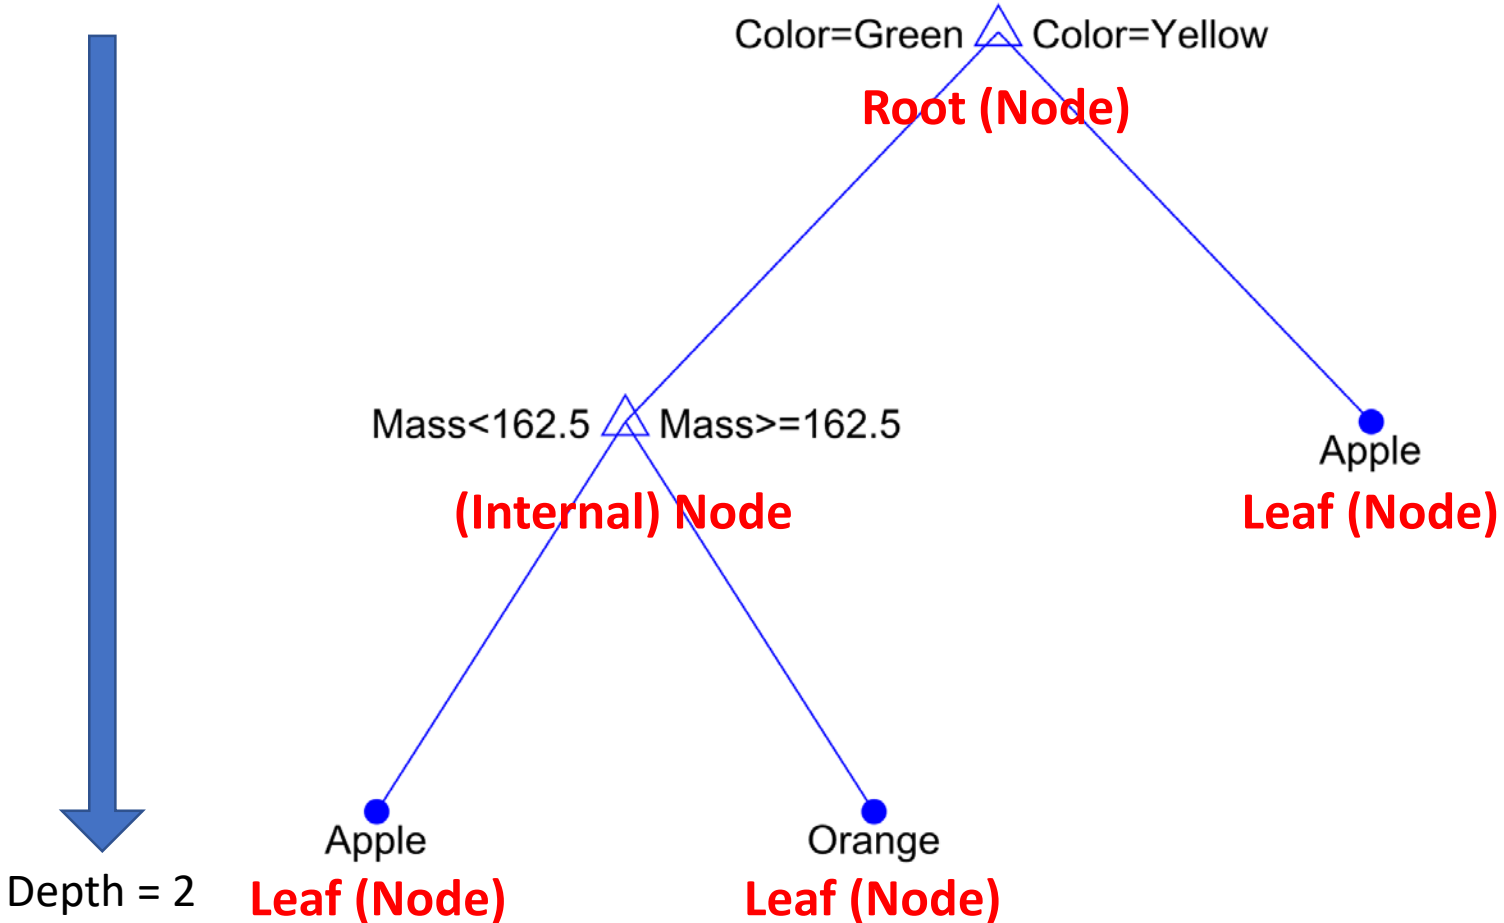 Color=Green Color=Yellow
Root (Node)
Mass<162.5 Mass>=162.5
(Internal) Node
Apple
Leaf (Node)
Apple
Leaf (Node)
Orange
Leaf (Node)
Depth = 2